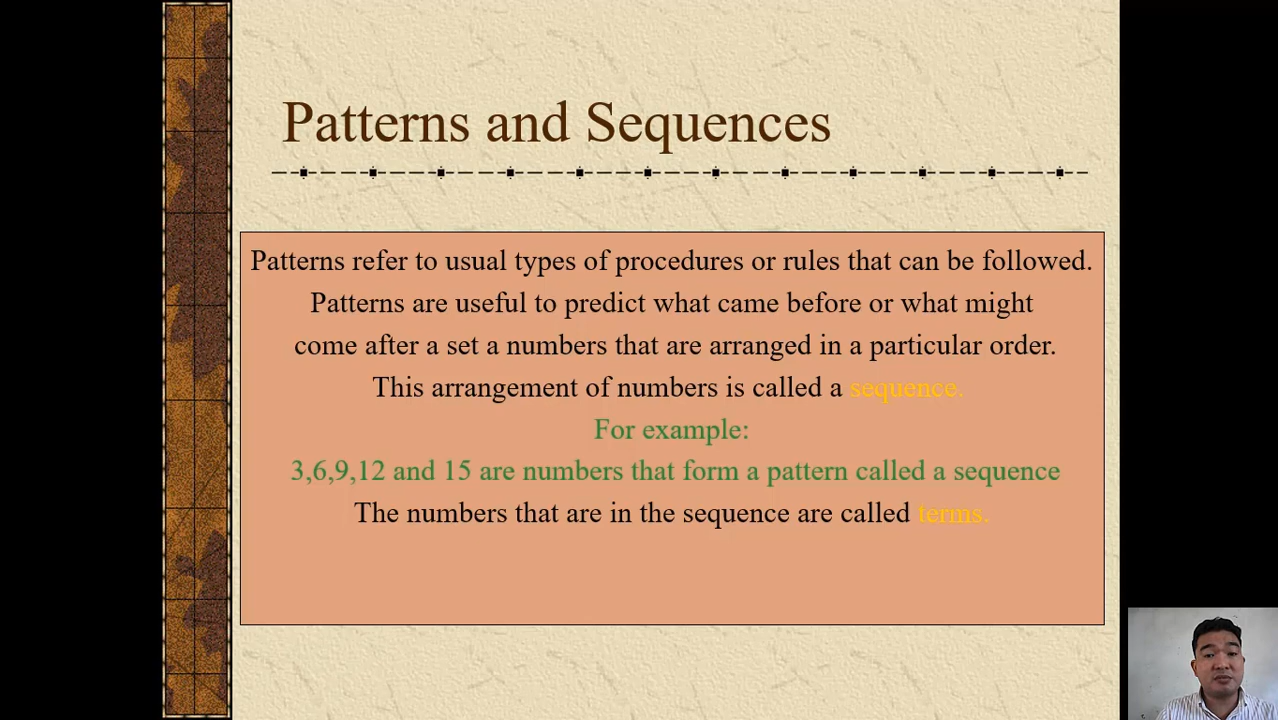 Patterns and Sequences
Patterns refer to usual types of procedures or rules that can be followed.
Patterns are useful to predict what came before or what might
come after a set a numbers that are arranged in a particular order.
This arrangement of numbers is called a sequence.
For example:
3,6,9,12 and 15 are numbers that form a pattern called a sequence
The numbers that are in the sequence are called terms.